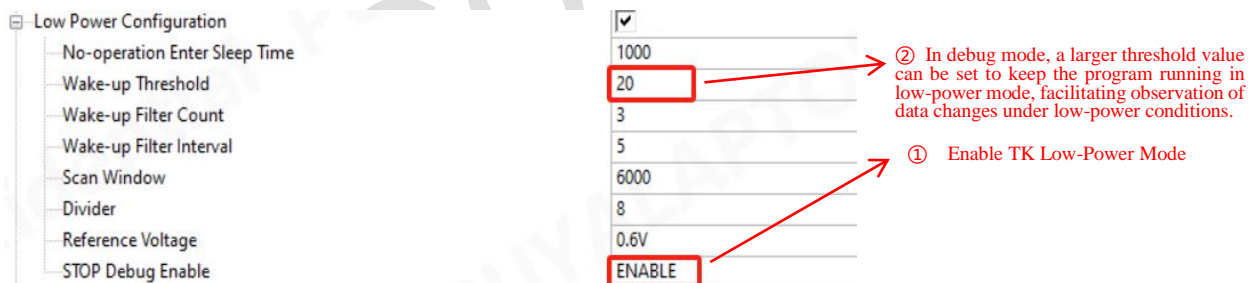 Low Power Configuration
No-operation Enter Sleep Time 1000
Wake-up Threshold 20
Wake-up Filter Count 3
Wake-up Filter Interval 5
Scan Window 6000
Divider 8
Reference Voltage 0.6V
STOP Debug Enable ENABLE
② In debug mode, a larger threshold value
can be set to keep the program running in
low-power mode, facilitating observation of
data changes under low-power conditions.
① Enable TK Low-Power Mode